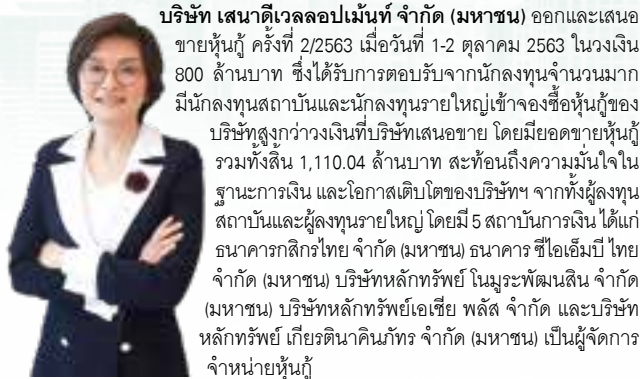 บริษัท เสนาดีเวลลอปเม้นท์ จำกัด (มหาชน) ออกและเสนอ
ขายหุ้นกู้ ครั้งที่ 2/2563 เมื่อวันที่ 1-2 ตุลาคม 2563 ในวงเงิน
800 ล้านบาท ซึ่งได้รับการตอบรับจากนักลงทุนจำนวนมาก
มีนักลงทุนสถาบันและนักลงทุนรายใหญ่เข้าจองซื้อหุ้นกู้ของ
บริษัทสูงกว่าวงเงินที่บริษัทเสนอขาย โดยมียอดขายหุ้นกู้
รวมทั้งสิ้น 1,110.04 ล้านบาท สะท้อนถึงความมั่นใจใน
ฐานะการเงิน และโอกาสเติบโตของบริษัทฯ จากทั้งผู้ลงทุน
สถาบันและผู้ลงทุนรายใหญ่ โดยมี 5 สถาบันการเงิน ได้แก่
ธนาคารกสิกรไทย จำกัด (มหาชน) ธนาคาร ซีไอเอ็มบี ไทย
จำกัด (มหาชน) บริษัทหลักทรัพย์ โนมูระพัฒนสิน จำกัด
(มหาชน) บริษัทหลักทรัพย์เอเซีย พลัส จำกัด และบริษัท
หลักทรัพย์ เกียรตินาคินภัทร จำกัด (มหาชน) เป็นผู้จัดการ
จำหน่ายหุ้นกู้